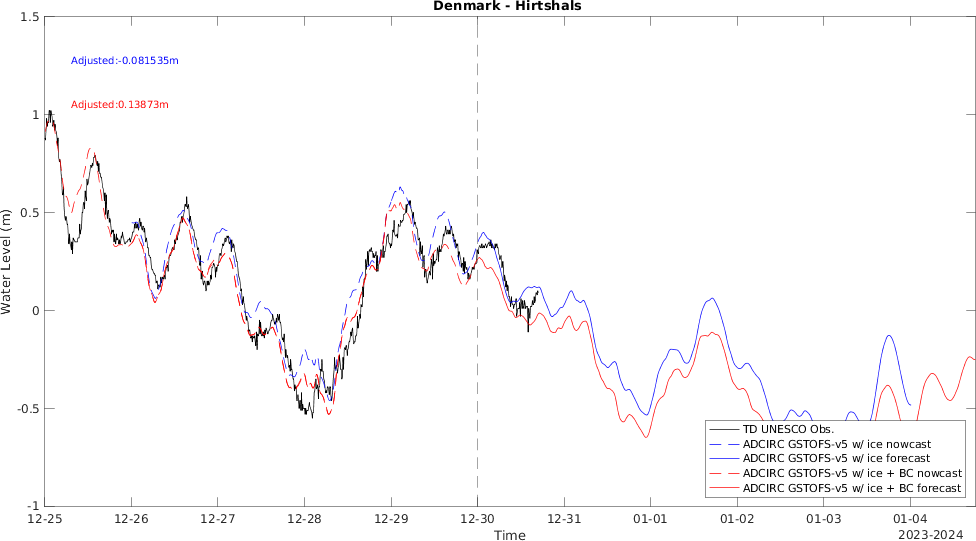 Denmark - Hirtshals
1.5
1
0.5
0
-0.5
-1
Water Level (m)
Adjusted:-0.081535m
Adjusted:0.13873m
TD UNESCO Obs.
ADCIRC GSTOFS-v5 w/ ice nowcast
ADCIRC GSTOFS-v5 w/ ice forecast
ADCIRC GSTOFS-v5 w/ ice + BC nowcast
ADCIRC GSTOFS-v5 w/ ice + BC forecast
12-25 12-26 12-27 12-28 12-29 12-30 12-31 01-01 01-02 01-03 01-04
Time
2023-2024